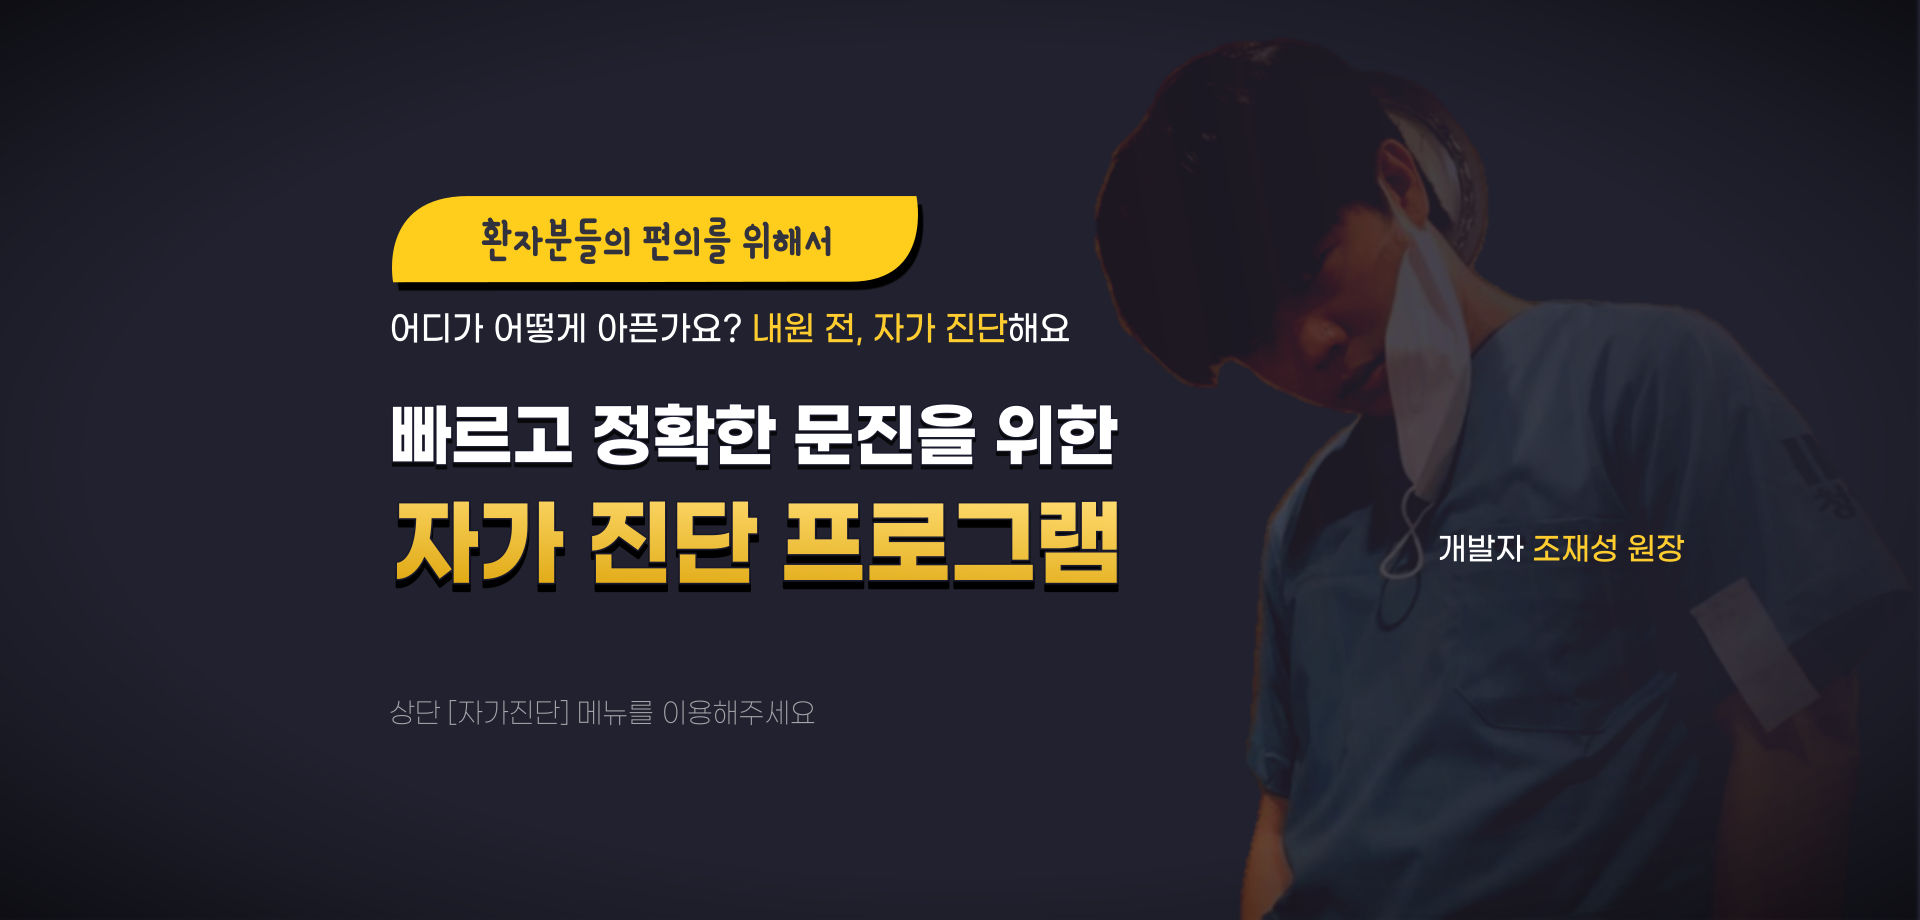 환자분들의 편의를 위해서
어디가 어떻게 아픈가요? 내원 전, 자가 진단해요
빠르고 정확한 문진을 위한
자가 진단 프로그램
개발자 조재성 원장
상단 [자가진단] 메뉴를 이용해주세요